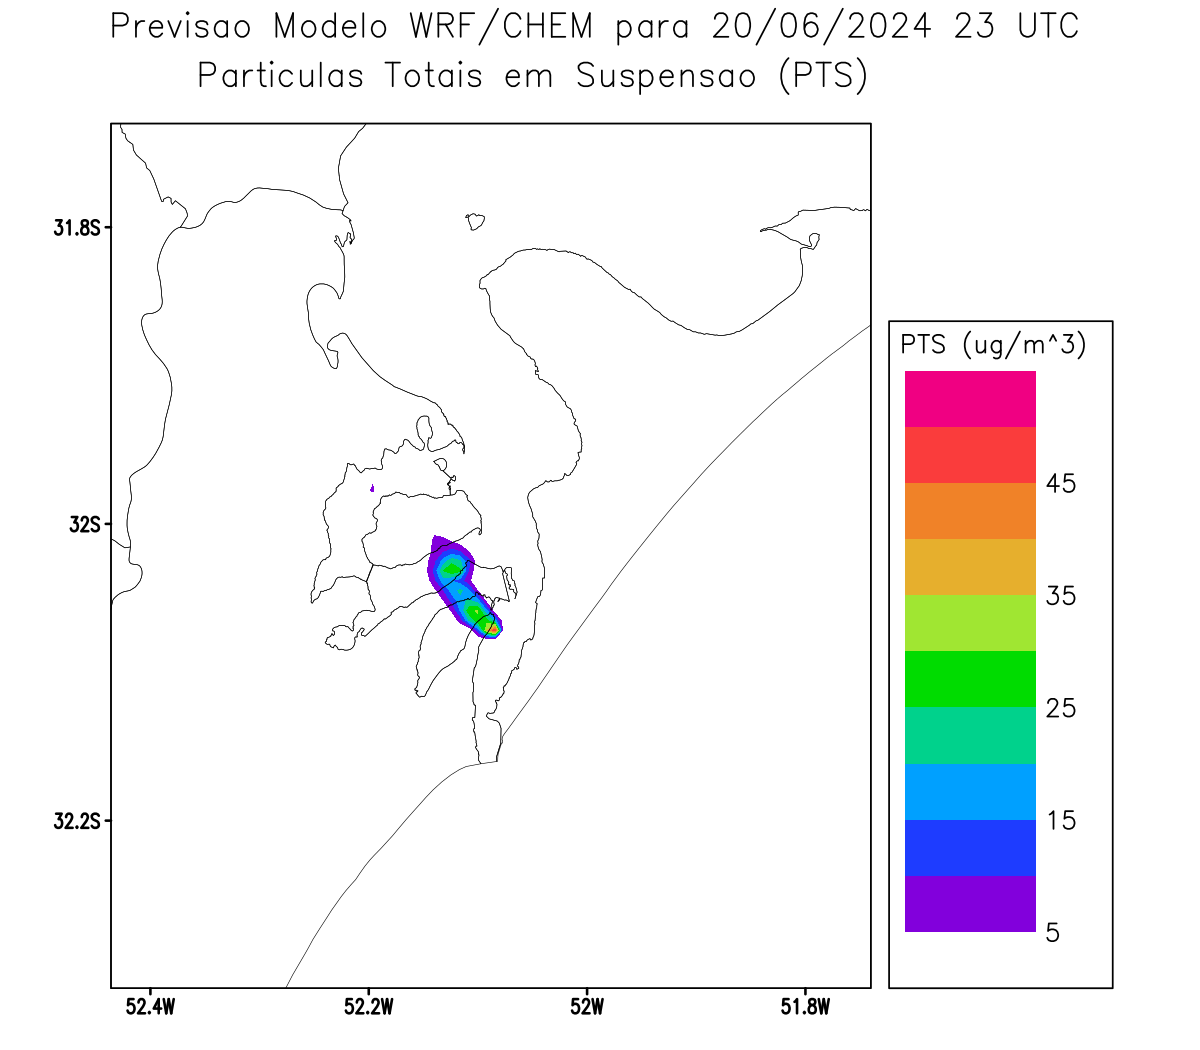 Previsao Modelo WRF/CHEM para 20/06/2024 23 UTC
Particulas Totais em Suspensao (PTS)
31.8S
32S
32.2S
52.4W
52.2W
52W
51.8W
PTS (ug/m^3)
45
35
25
15
5